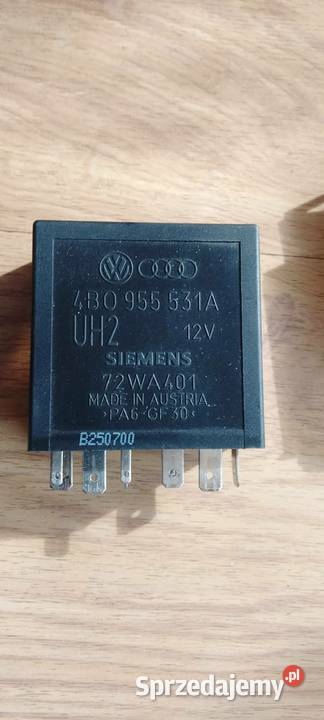 4B0 955 531A
UH2 12V
SIEMENS
72WA401
MADE IN AUSTRIA
>PA6-GF30<
B250700
Sprzedajemy.pl